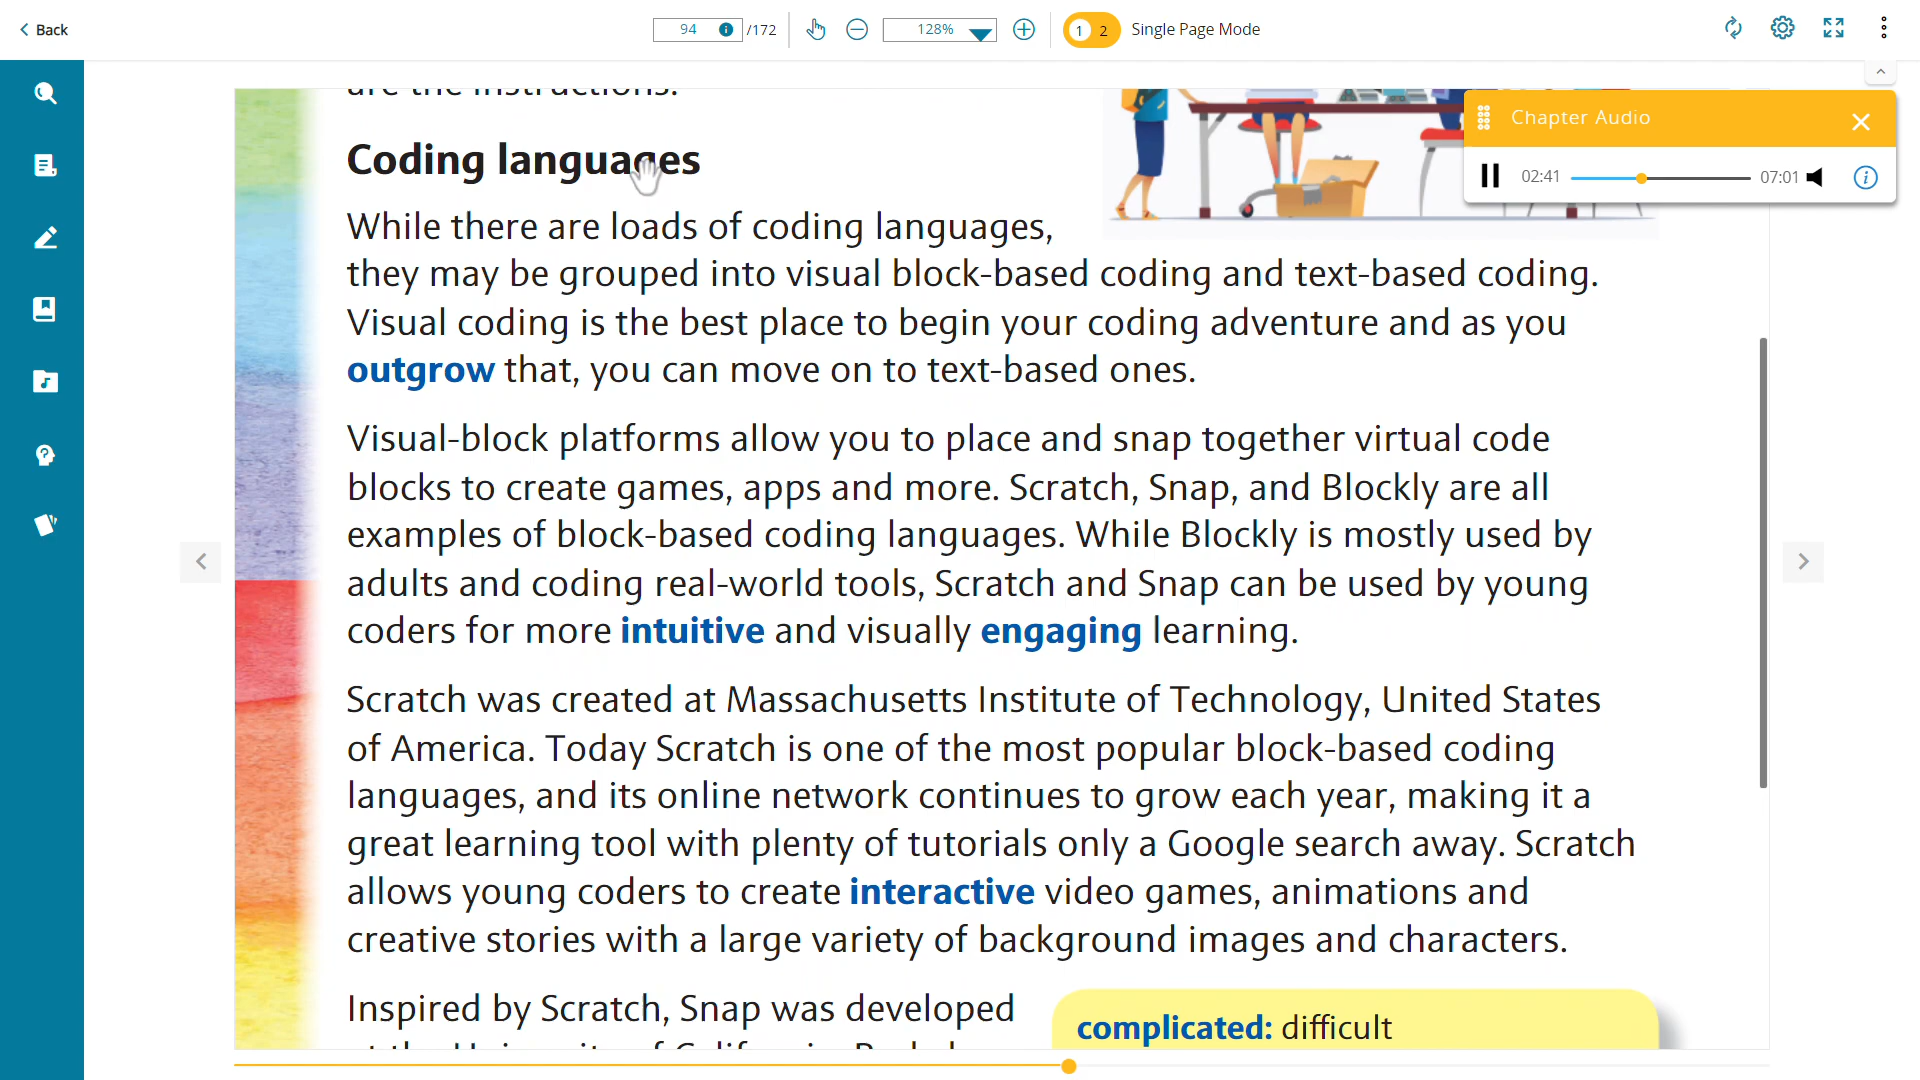 Back
94 /172
128%
1 2 Single Page Mode
Chapter Audio
02:41 07:01
are the instructions.
Coding languages
While there are loads of coding languages,
they may be grouped into visual block-based coding and text-based coding.
Visual coding is the best place to begin your coding adventure and as you
outgrow that, you can move on to text-based ones.
Visual-block platforms allow you to place and snap together virtual code
blocks to create games, apps and more. Scratch, Snap, and Blockly are all
examples of block-based coding languages. While Blockly is mostly used by
adults and coding real-world tools, Scratch and Snap can be used by young
coders for more intuitive and visually engaging learning.
Scratch was created at Massachusetts Institute of Technology, United States
of America. Today Scratch is one of the most popular block-based coding
languages, and its online network continues to grow each year, making it a
great learning tool with plenty of tutorials only a Google search away. Scratch
allows young coders to create interactive video games, animations and
creative stories with a large variety of background images and characters.
Inspired by Scratch, Snap was developed
complicated: difficult